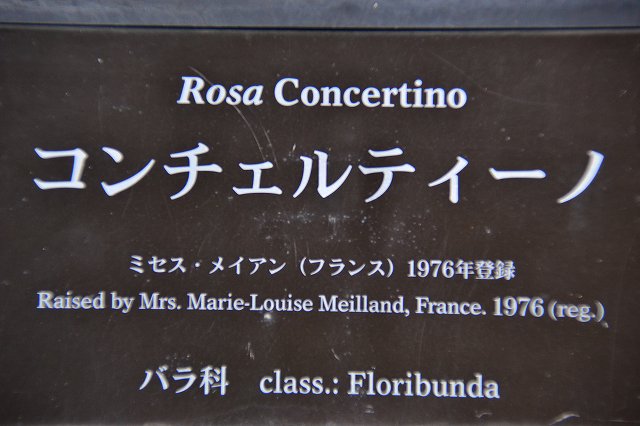 Rosa Concertino
コンチェルティーノ
ミセス・メイアン（フランス）1976年登録
Raised by Mrs. Marie-Louise Meilland, France. 1976 (reg.)
バラ科　class.: Floribunda